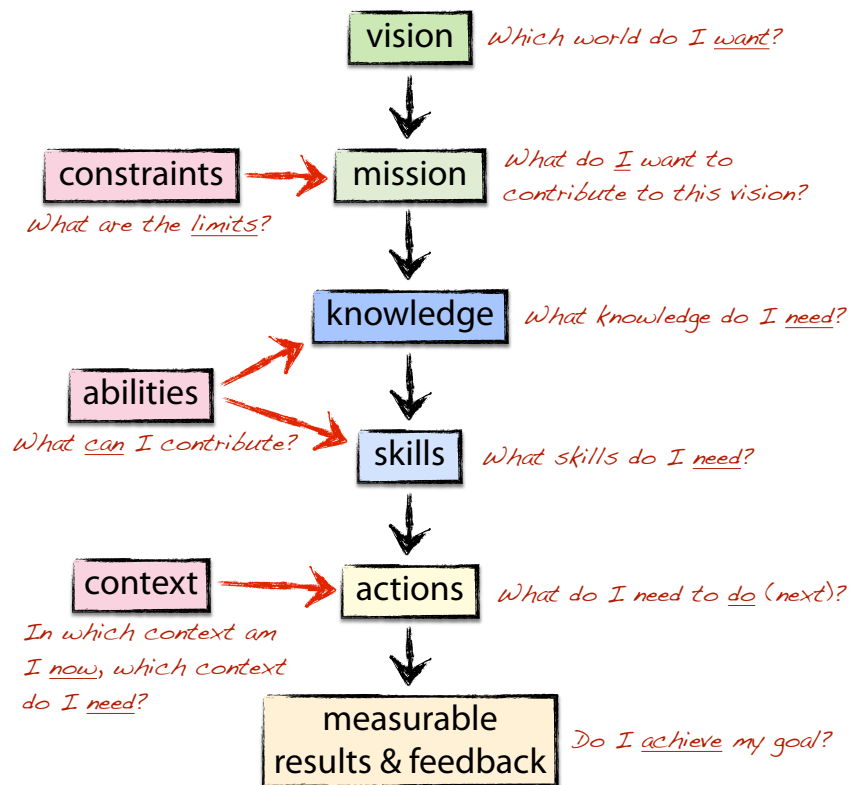 vision
Which world do I want?
constraints
What are the limits?
mission
What do I want to
contribute to this vision?
knowledge
What knowledge do I need?
abilities
What can I contribute?
skills
What skills do I need?
context
In which context am
I now, which context
do I need?
actions
What do I need to do (next)?
measurable
results & feedback
Do I achieve my goal?